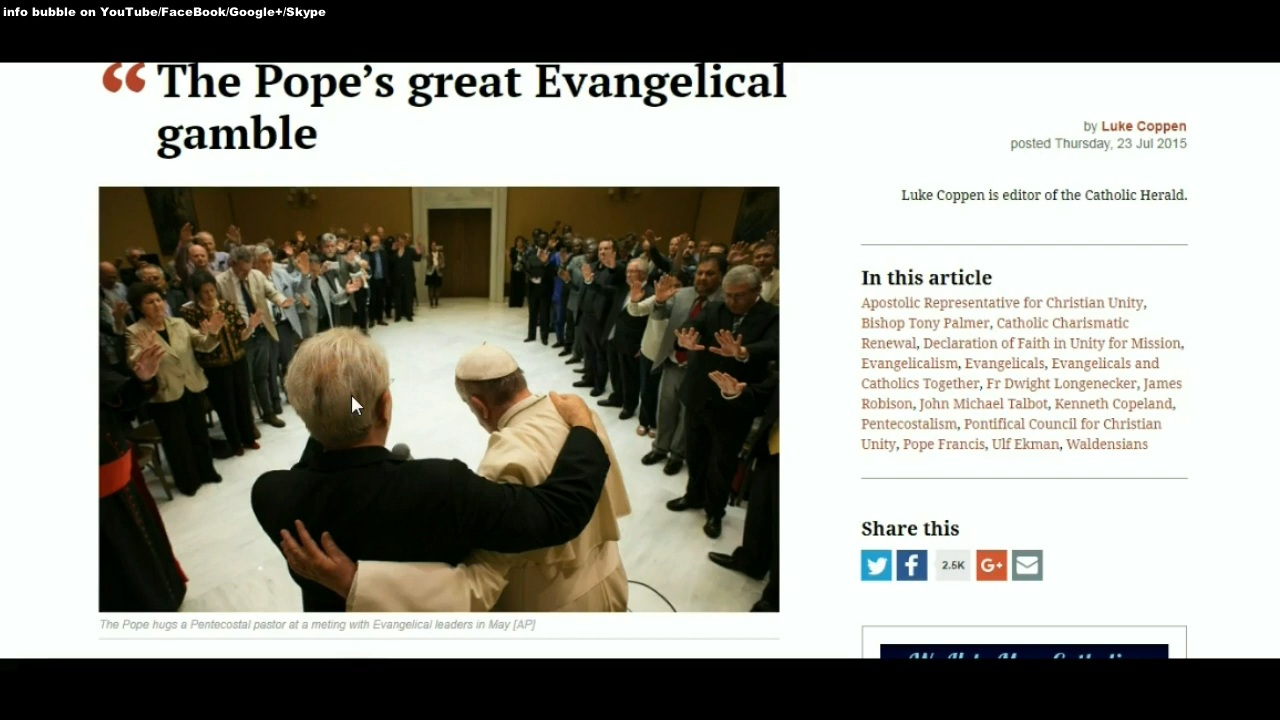 info bubble on YouTube/FaceBook/Google+/Skype
“ The Pope’s great Evangelical
gamble
by Luke Coppen
posted Thursday, 23 Jul 2015
Luke Coppen is editor of the Catholic Herald.
In this article
Apostolic Representative for Christian Unity,
Bishop Tony Palmer, Catholic Charismatic
Renewal, Declaration of Faith in Unity for Mission,
Evangelicalism, Evangelicals, Evangelicals and
Catholics Together, Fr Dwight Longenecker, James
Robison, John Michael Talbot, Kenneth Copeland,
Pentecostalism, Pontifical Council for Christian
Unity, Pope Francis, Ulf Ekman, Waldensians
Share this
2.5K
G+
The Pope hugs a Pentecostal pastor at a meting with Evangelical leaders in May [AP]